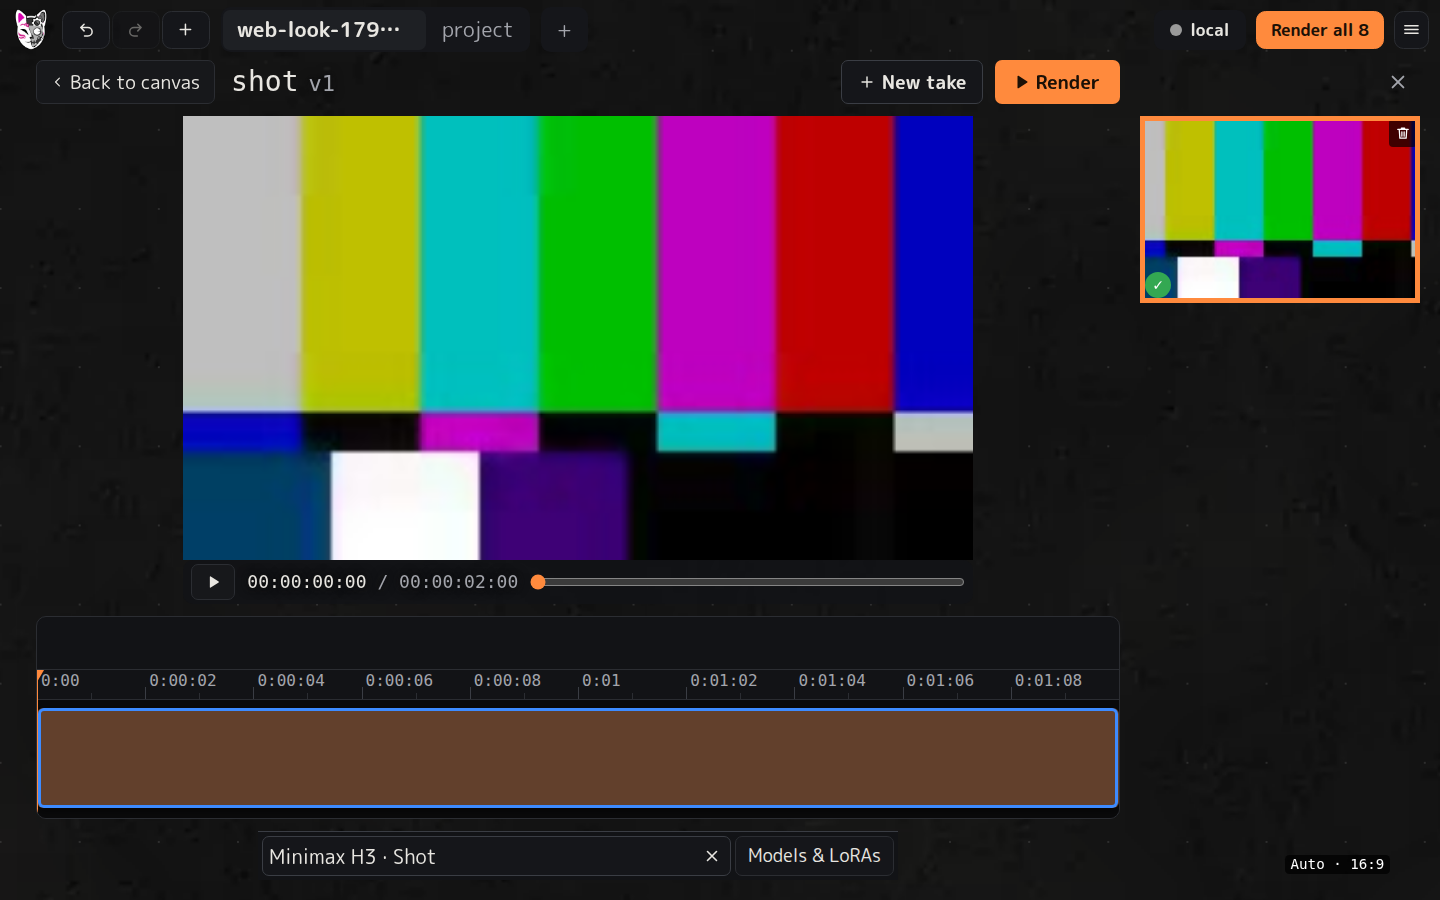 web-look-179···
project
local
Render all 8
Back to canvas
shot v1
New take
Render
00:00:00:00 / 00:00:02:00
0:00 0:00:02 0:00:04 0:00:06 0:00:08 0:01 0:01:02 0:01:04 0:01:06 0:01:08
Minimax H3 · Shot
Models & LoRAs
Auto · 16:9